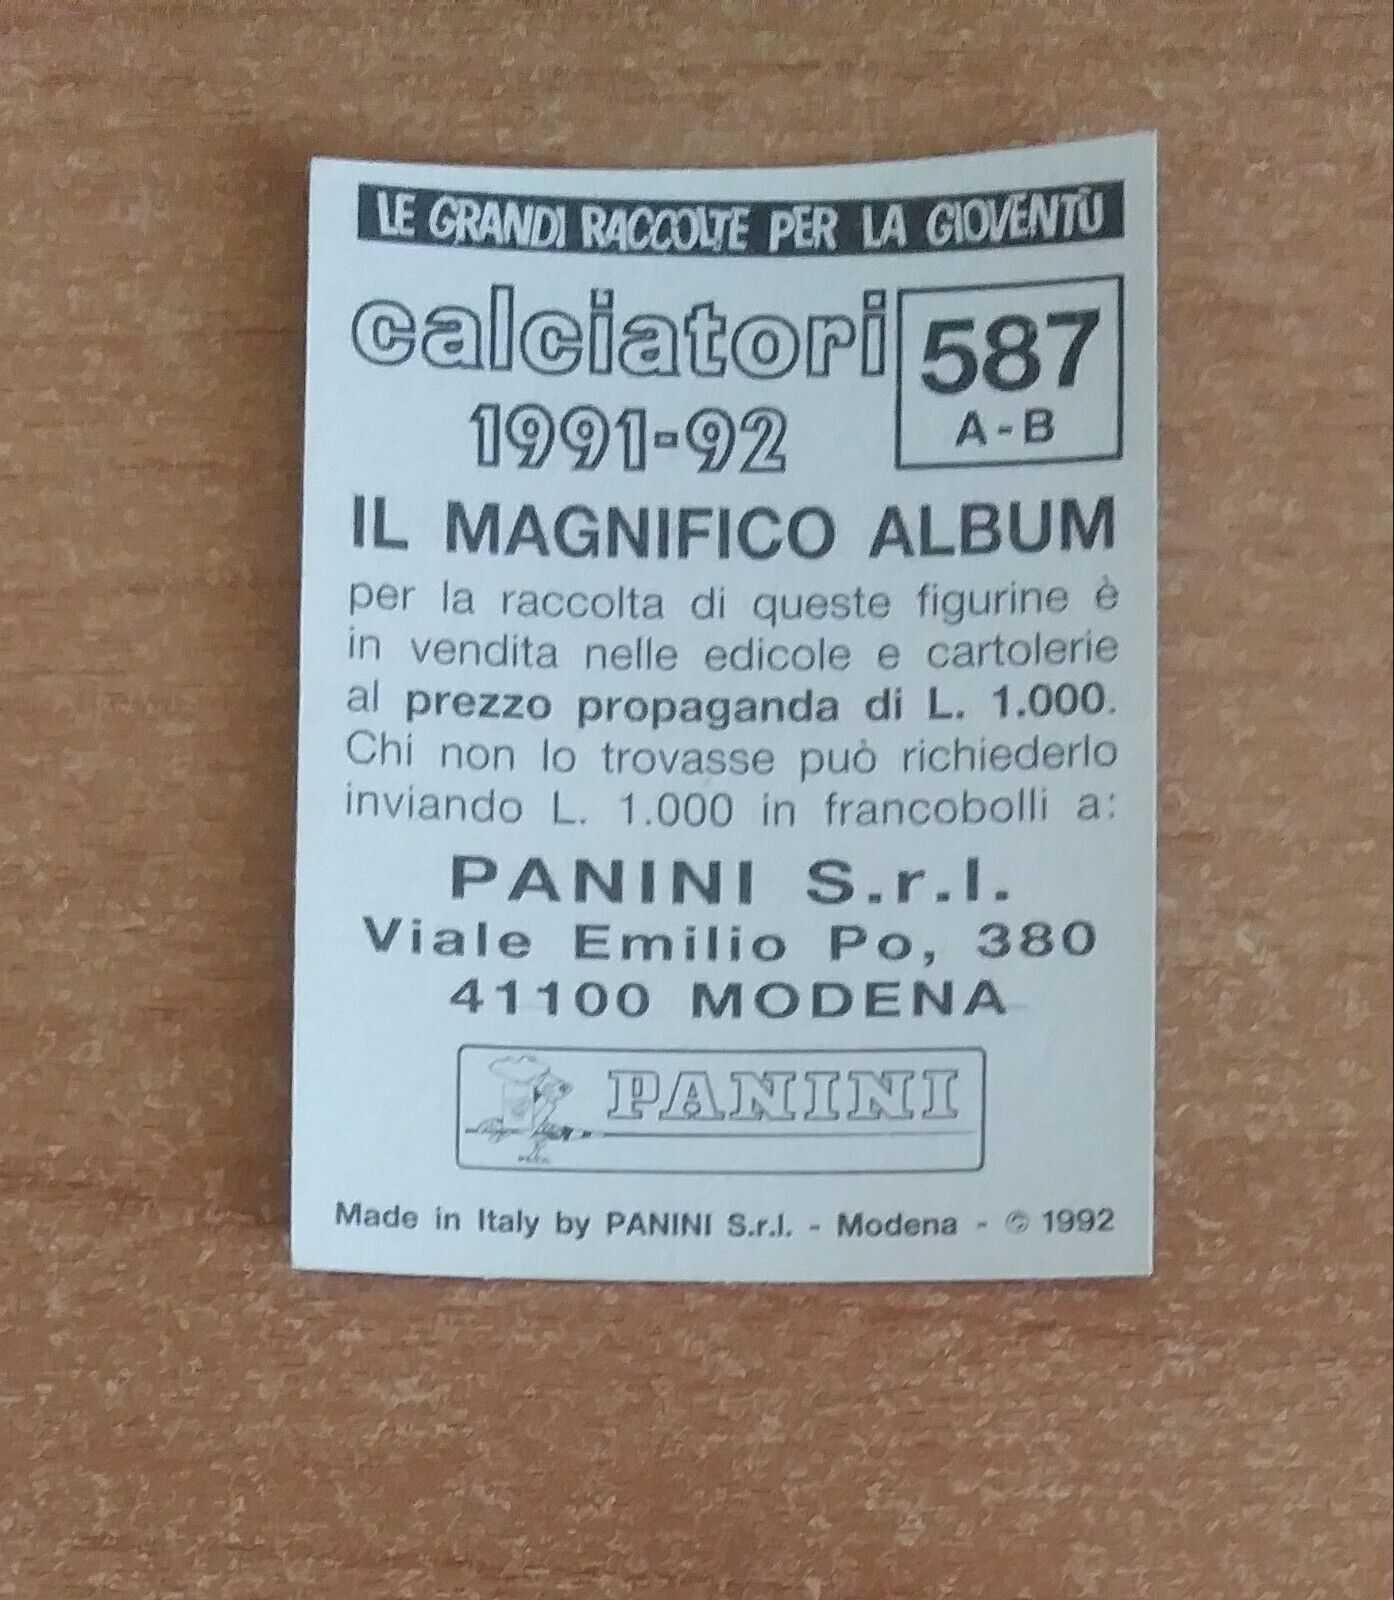 LE GRANDI RACCOLTE PER LA GIOVENTÙ
calciatori
1991-92
587
A-B
IL MAGNIFICO ALBUM
per la raccolta di queste figurine è
in vendita nelle edicole e cartolerie
al prezzo propaganda di L. 1.000.
Chi non lo trovasse può richiederlo
inviando L. 1.000 in francobolli a:
PANINI S.r.l.
Viale Emilio Po, 380
41100 MODENA
PANINI
Made in Italy by PANINI S.r.l. - Modena - © 1992